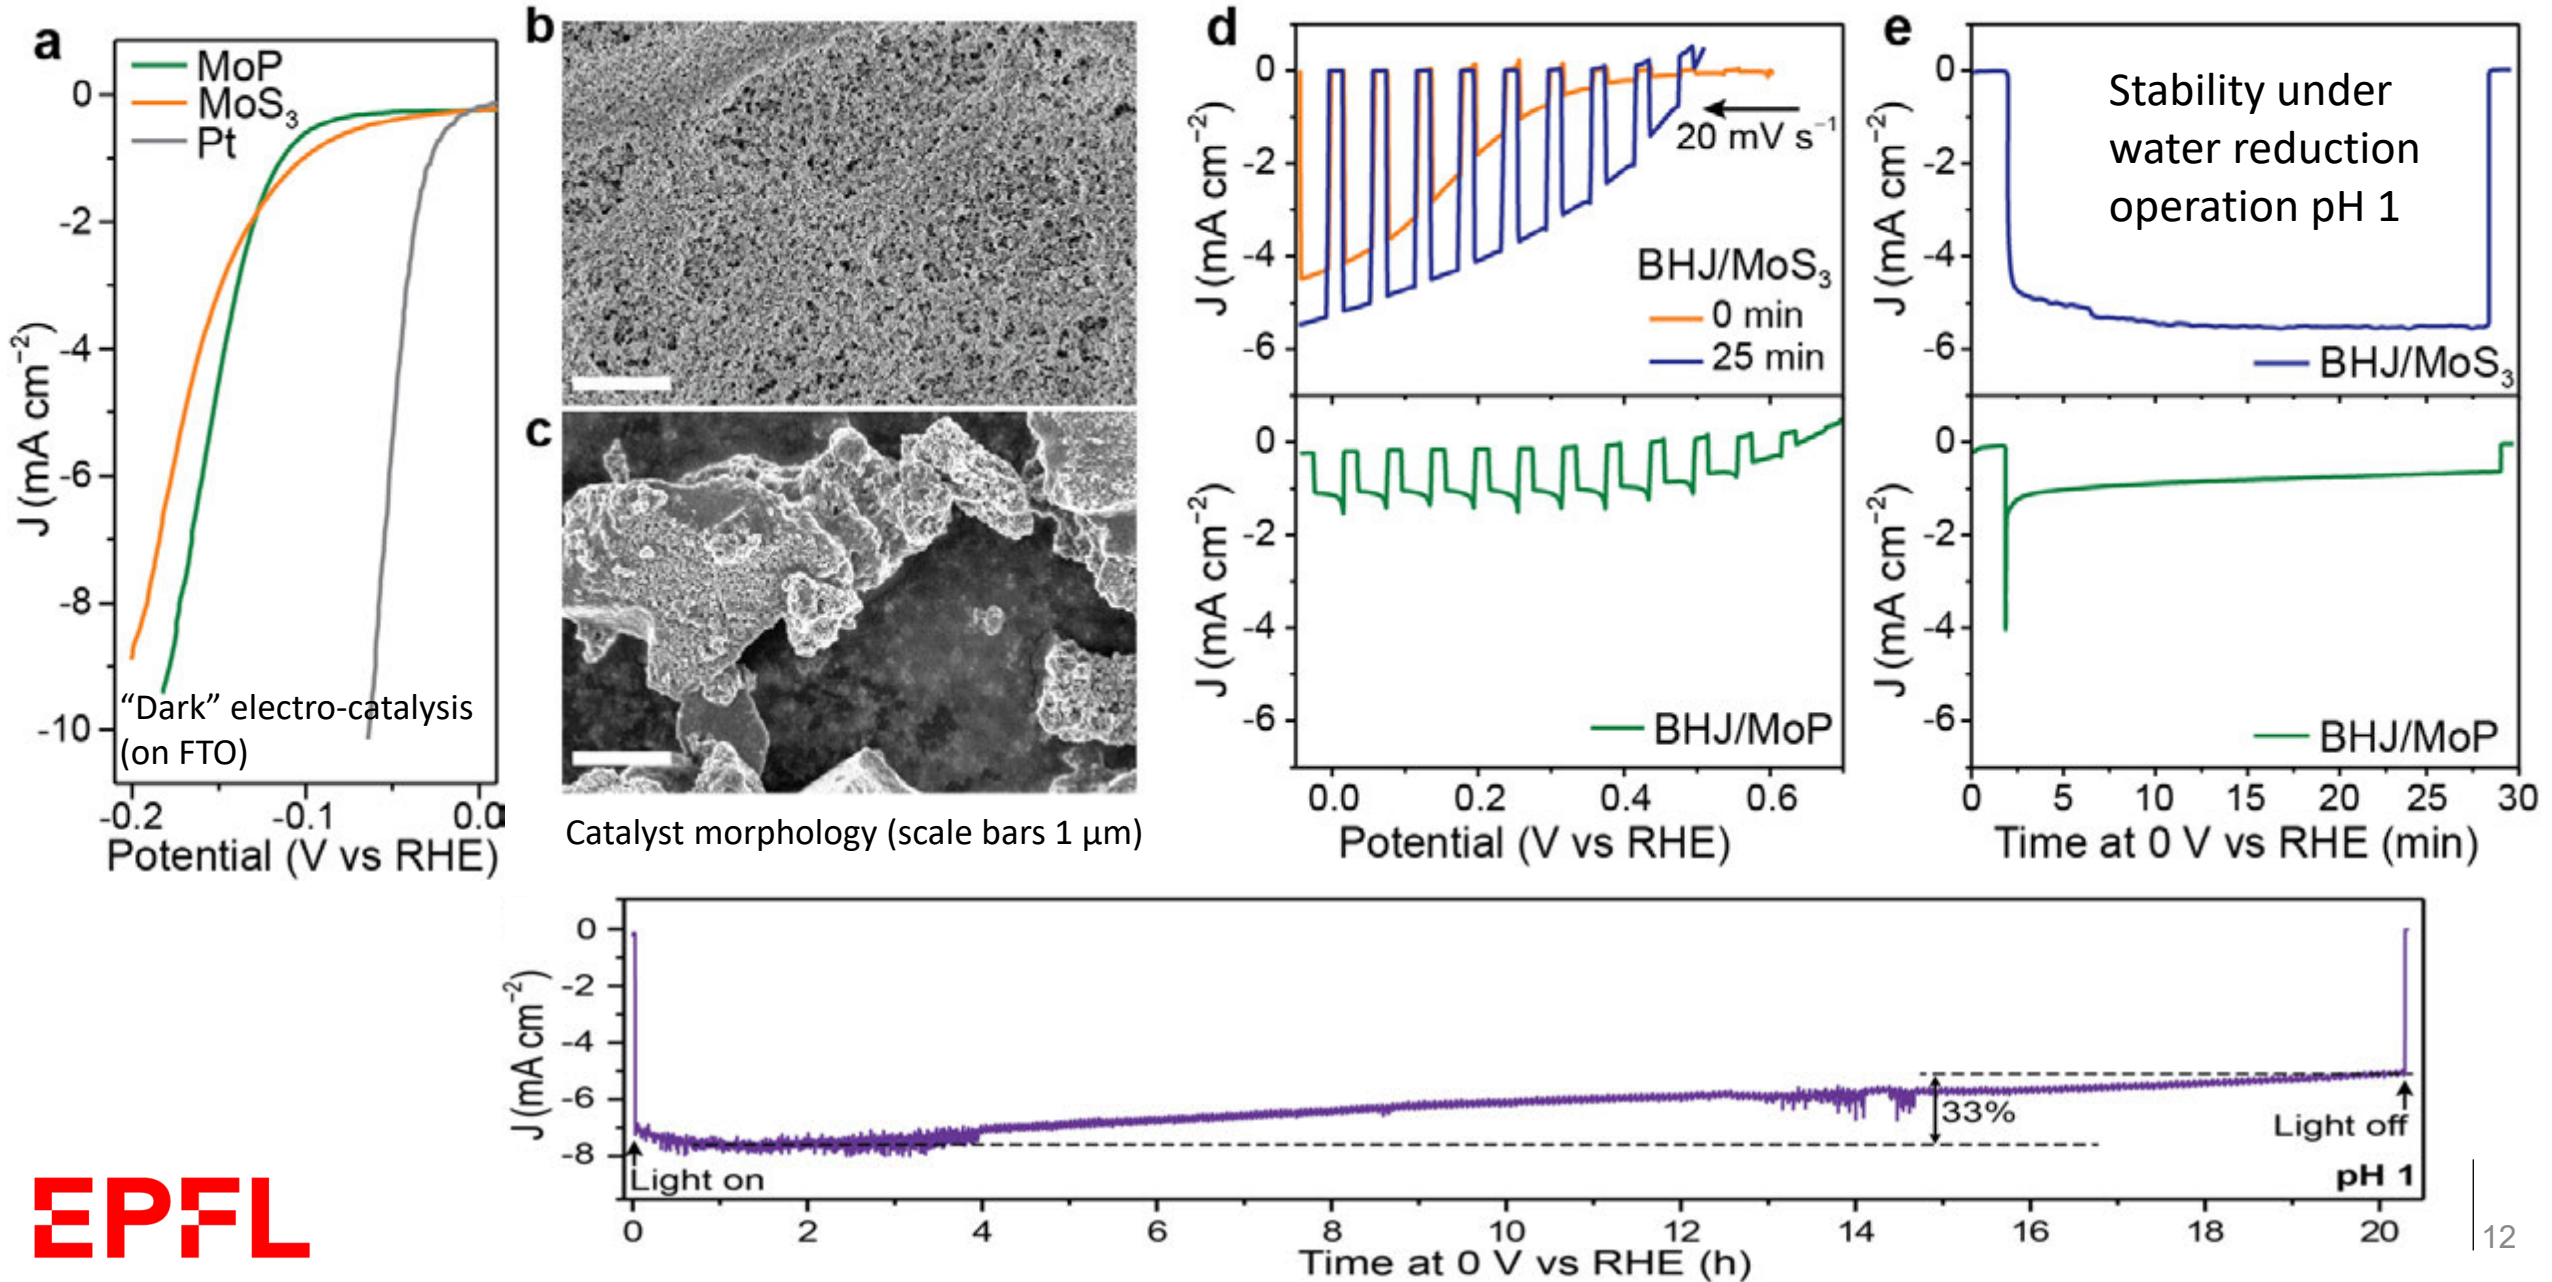 a
MoP
MoS₃
Pt
0
-2
-4
-6
-8
-10
J (mA cm⁻²)
"Dark" electro-catalysis
(on FTO)
-0.2 -0.1 0.0
Potential (V vs RHE)
b
c
Catalyst morphology (scale bars 1 µm)
d
0
-2
-4
-6
J (mA cm⁻²)
20 mV s⁻¹
BHJ/MoS₃
0 min
25 min
0
-2
-4
-6
J (mA cm⁻²)
BHJ/MoP
0.0 0.2 0.4 0.6
Potential (V vs RHE)
e
0
-2
-4
-6
J (mA cm⁻²)
Stability under
water reduction
operation pH 1
BHJ/MoS₃
0
-2
-4
-6
J (mA cm⁻²)
BHJ/MoP
0 5 10 15 20 25 30
Time at 0 V vs RHE (min)
0
-2
-4
-6
-8
J (mA cm⁻²)
Light on
33%
Light off
pH 1
0 2 4 6 8 10 12 14 16 18 20
Time at 0 V vs RHE (h)
EPFL
12